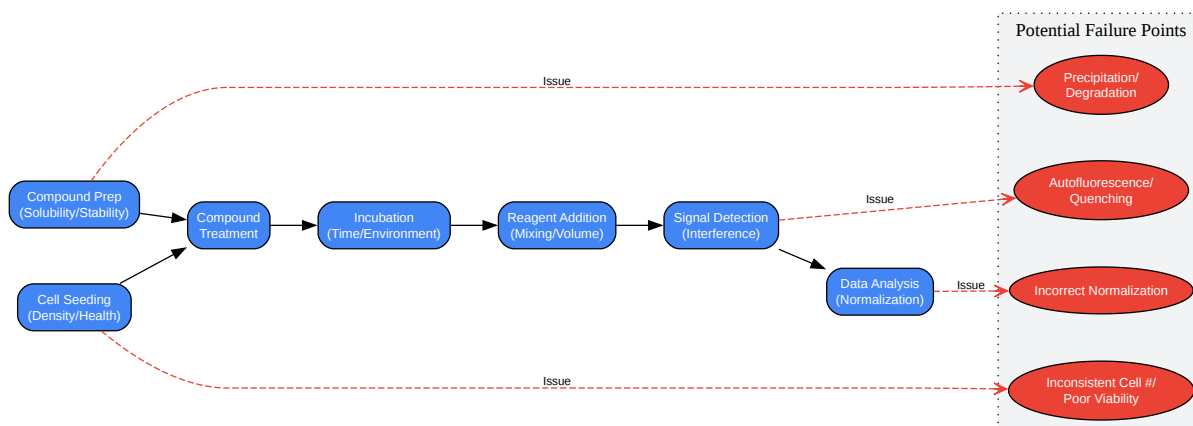 Potential Failure Points
Issue
Precipitation/
Degradation
Compound Prep
(Solubility/Stability)
Compound
Treatment
Incubation
(Time/Environment)
Reagent Addition
(Mixing/Volume)
Signal Detection
(Interference)
Issue
Autofluorescence/
Quenching
Cell Seeding
(Density/Health)
Data Analysis
(Normalization)
Issue
Incorrect Normalization
Issue
Inconsistent Cell #/
Poor Viability